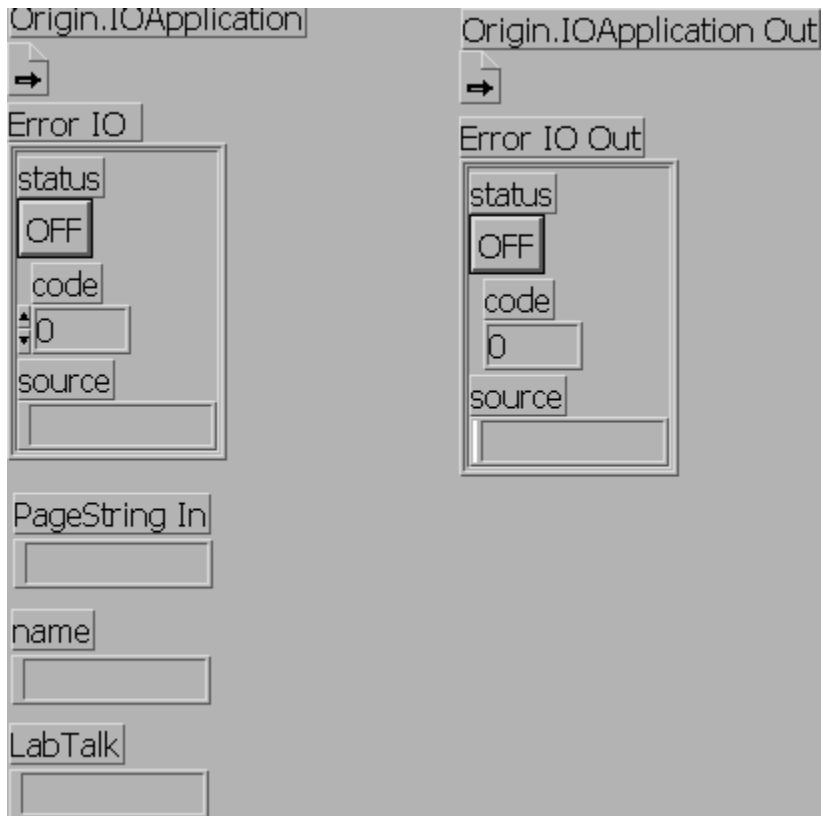 Origin.IOApplication
Origin.IOApplication Out
Error IO
Error IO Out
status
OFF
code
0
source
status
OFF
code
0
source
PageString In
name
LabTalk